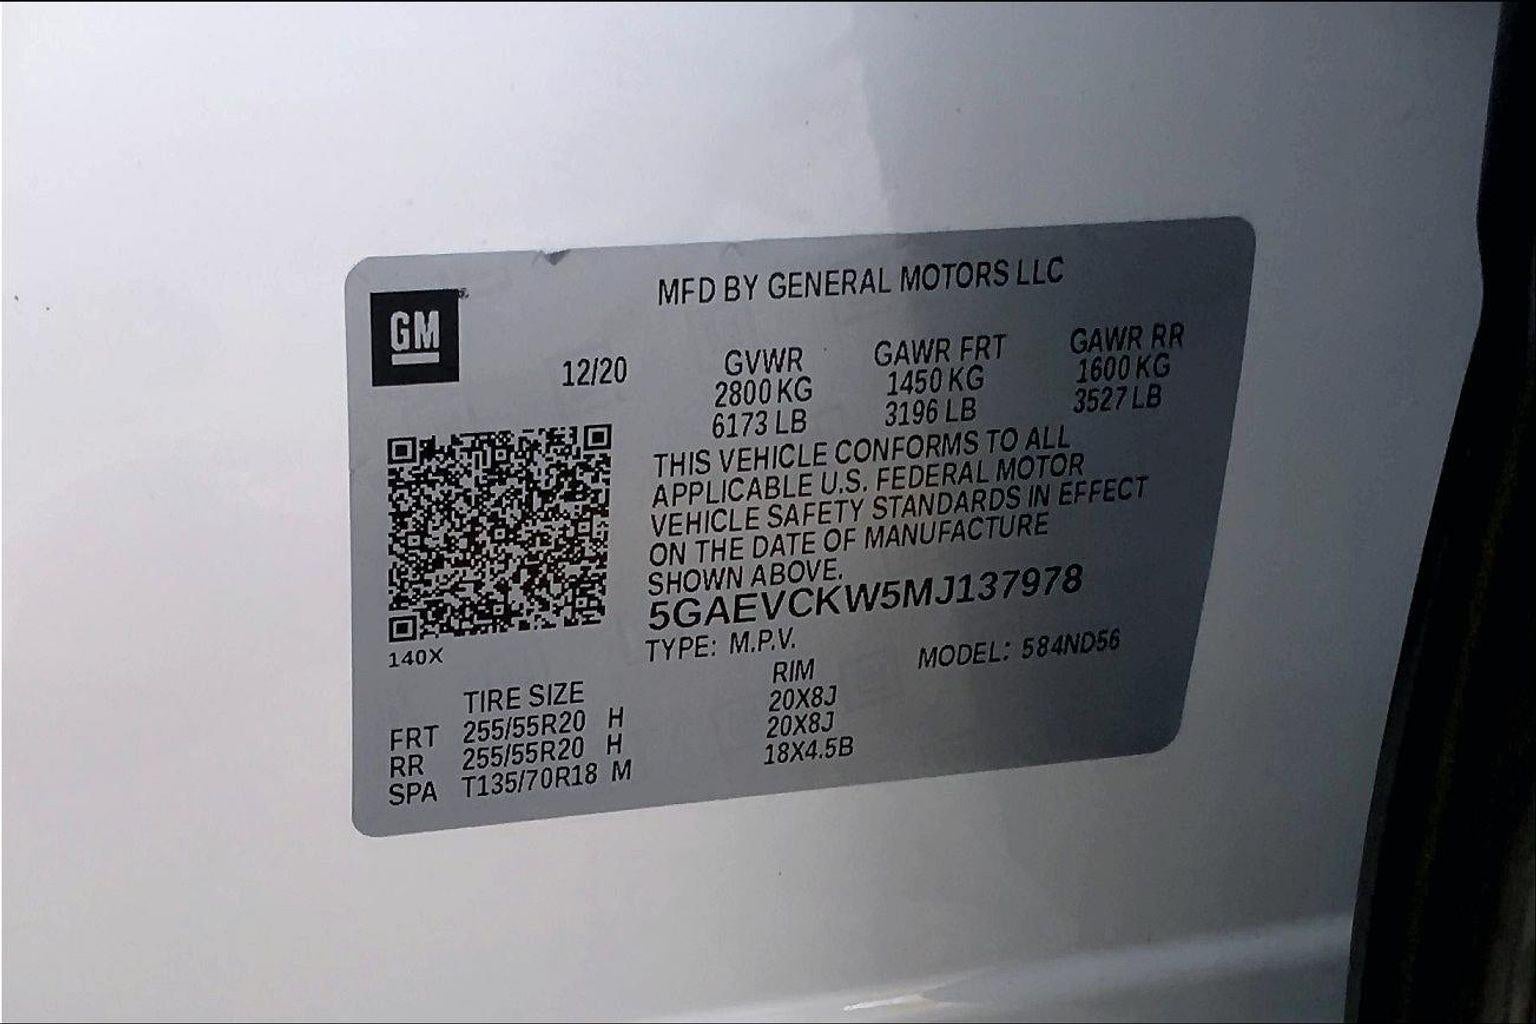 MFD BY GENERAL MOTORS LLC
GM
12/20
GVWR GAWR FRT GAWR RR
2800 KG 1450 KG 1600 KG
6173 LB 3196 LB 3527 LB
THIS VEHICLE CONFORMS TO ALL
APPLICABLE U.S. FEDERAL MOTOR
VEHICLE SAFETY STANDARDS IN EFFECT
ON THE DATE OF MANUFACTURE
SHOWN ABOVE.
5GAEVCKW5MJ137978
TYPE: M.P.V. MODEL: 584ND56
140X
TIRE SIZE RIM
FRT 255/55R20 H 20X8J
RR 255/55R20 H 20X8J
SPA T135/70R18 M 18X4.5B